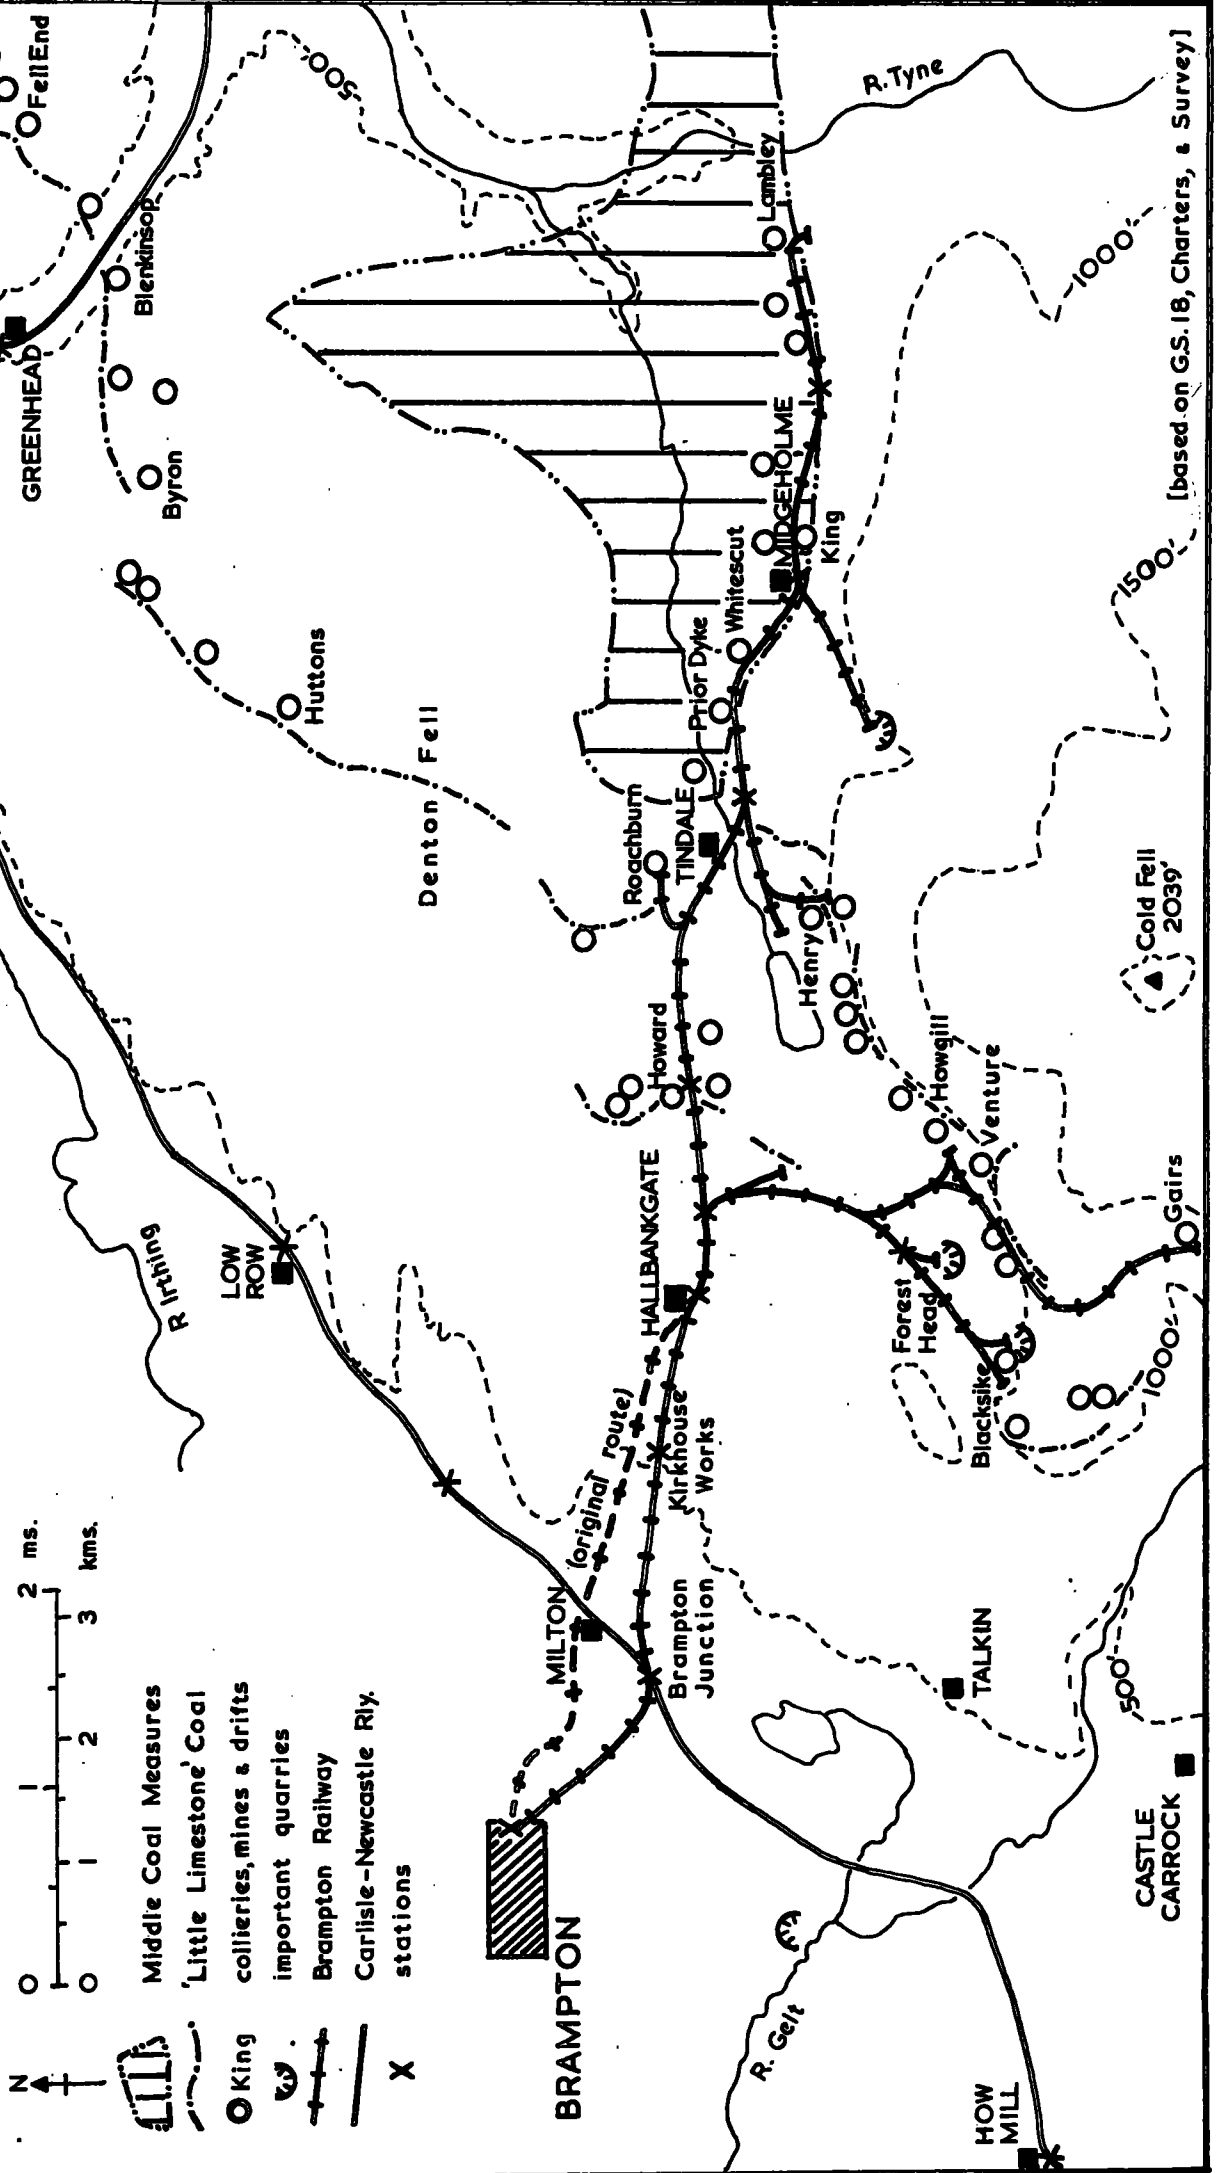 N
0 1 2 ms.
0 1 2 3 kms.
Middle Coal Measures
'Little Limestone' Coal
King collieries, mines & drifts
important quarries
Brampton Railway
Carlisle-Newcastle Rly.
X stations
R Irthing
LOW
ROW
GREENHEAD
Fell End
Blenkinsop
Byron
Huttons
500
Denton Fell
BRAMPTON
MILTON
(original route)
Brampton
Junction
Kirkhouse
Works
HALLBANKGATE
Howard
Roachburn
TINDALE
Prior Dyke
Whitescut
MIDGEHOLME
King
Lambley
R. Tyne
Henry
Howgill
Venture
Forest
Head
Blacksike
Gairs
1000'
Cold Fell
2039'
1500'
1000'
R. Gelt
TALKIN
500'
CASTLE
CARROCK
HOW
MILL
[based on G.S. 18, Charters, & Survey]